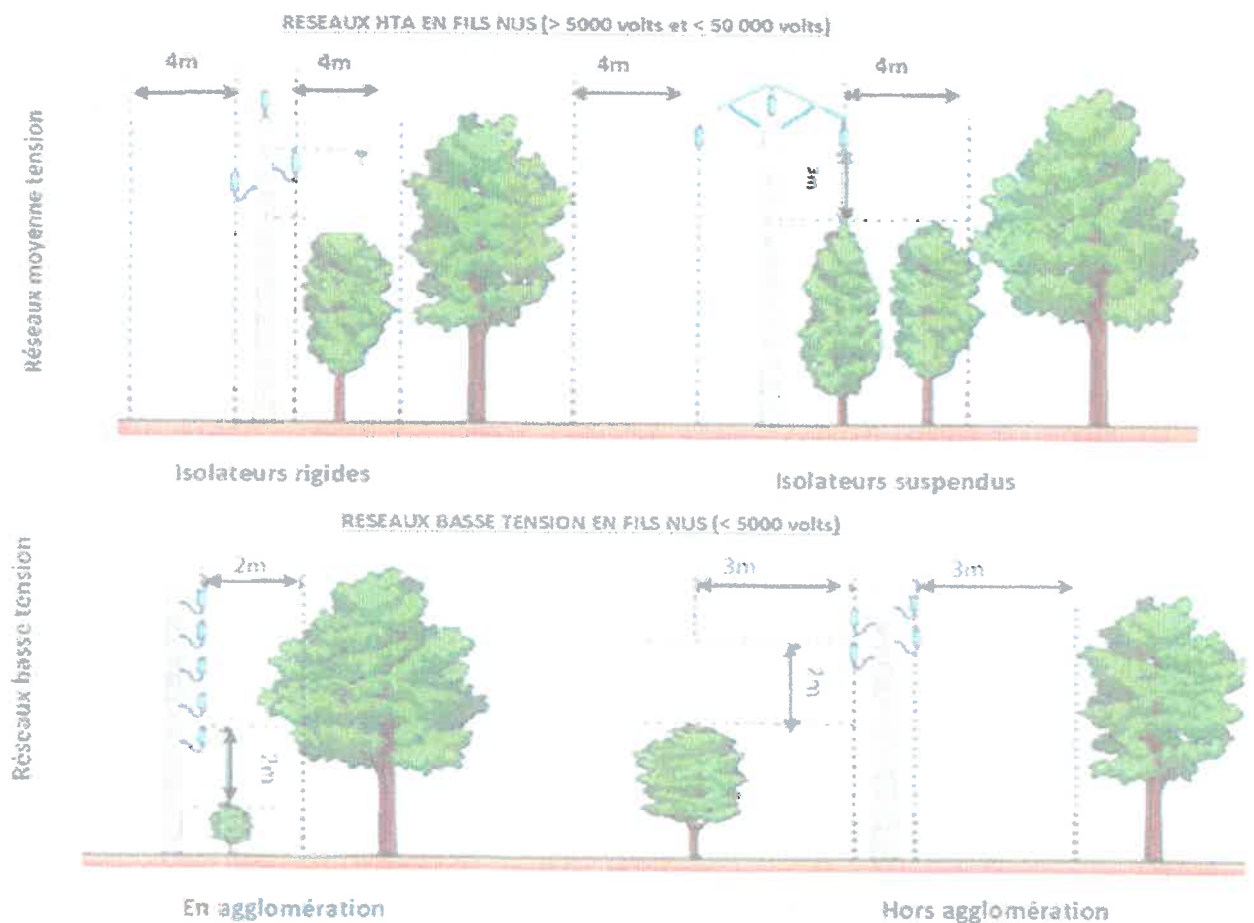 RESEAUX HTA EN FILS NUS (> 5000 volts et < 50 000 volts)
4m
4m
4m
4m
3m
Réseaux moyenne tension
Isolateurs rigides
Isolateurs suspendus
RESEAUX BASSE TENSION EN FILS NUS (< 5000 volts)
2m
3m
3m
2m
2m
Réseaux basse tension
En agglomération
Hors agglomération